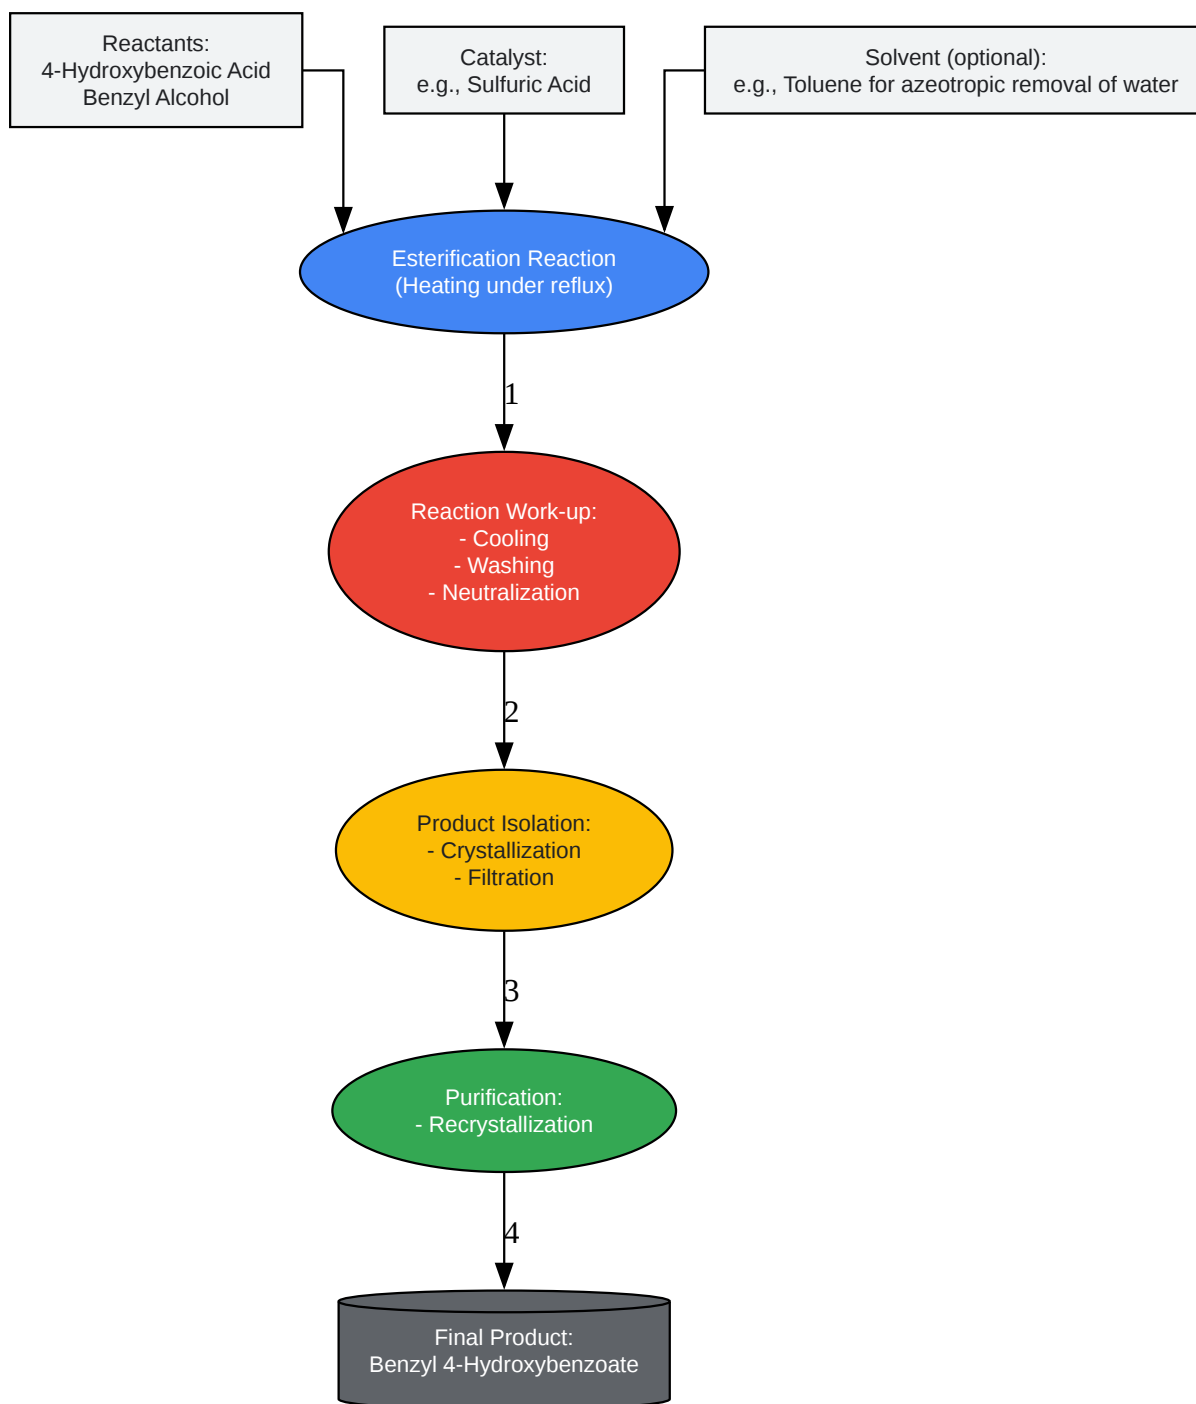 Reactants:
4-Hydroxybenzoic Acid
Benzyl Alcohol
Catalyst:
e.g., Sulfuric Acid
Solvent (optional):
e.g., Toluene for azeotropic removal of water
Esterification Reaction
(Heating under reflux)
1
Reaction Work-up:
- Cooling
- Washing
- Neutralization
2
Product Isolation:
- Crystallization
- Filtration
3
Purification:
- Recrystallization
4
Final Product:
Benzyl 4-Hydroxybenzoate